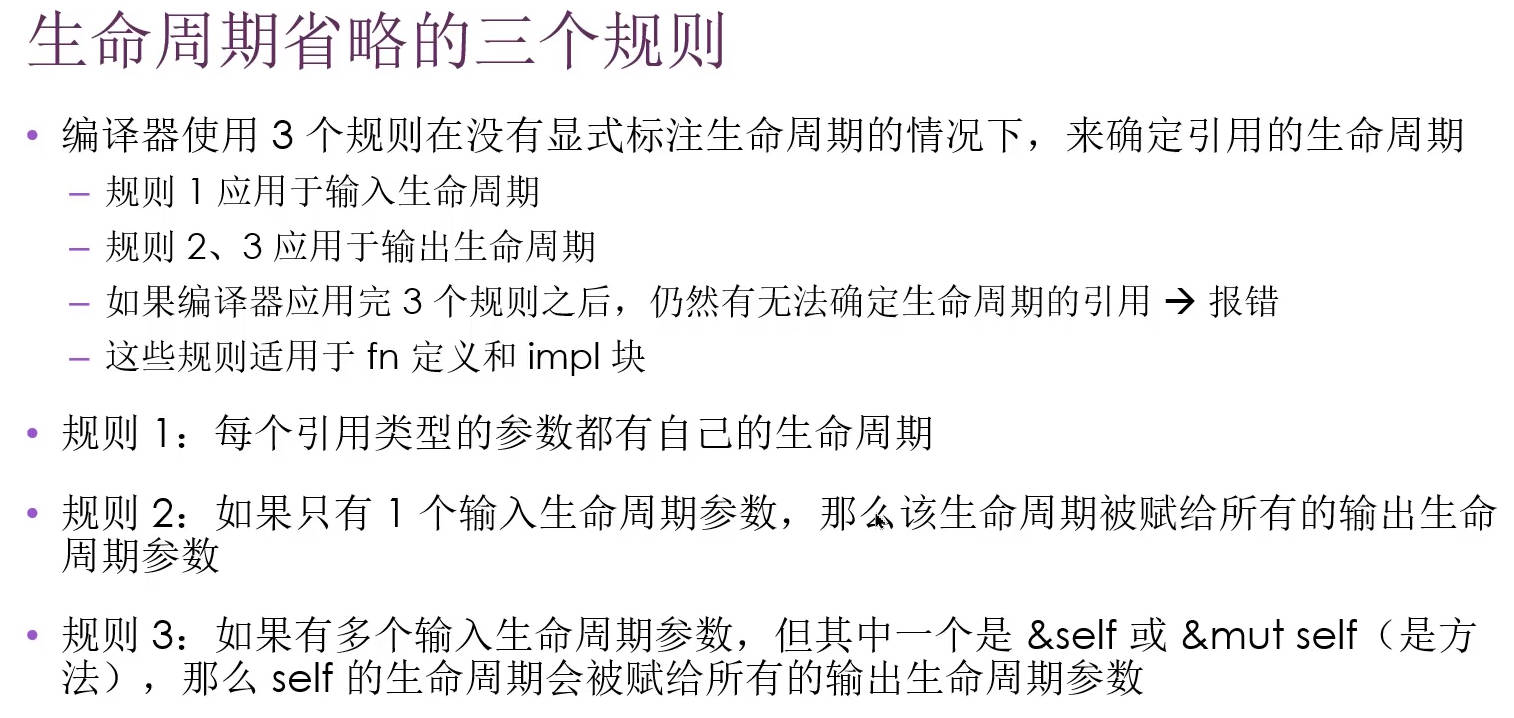 生命周期省略的三个规则
• 编译器使用 3 个规则在没有显式标注生命周期的情况下，来确定引用的生命周期
– 规则 1 应用于输入生命周期
– 规则 2、3 应用于输出生命周期
– 如果编译器应用完 3 个规则之后，仍然有无法确定生命周期的引用 → 报错
– 这些规则适用于 fn 定义和 impl 块
• 规则 1：每个引用类型的参数都有自己的生命周期
• 规则 2：如果只有 1 个输入生命周期参数，那么该生命周期被赋给所有的输出生命
周期参数
• 规则 3：如果有多个输入生命周期参数，但其中一个是 &self 或 &mut self（是方
法），那么 self 的生命周期会被赋给所有的输出生命周期参数